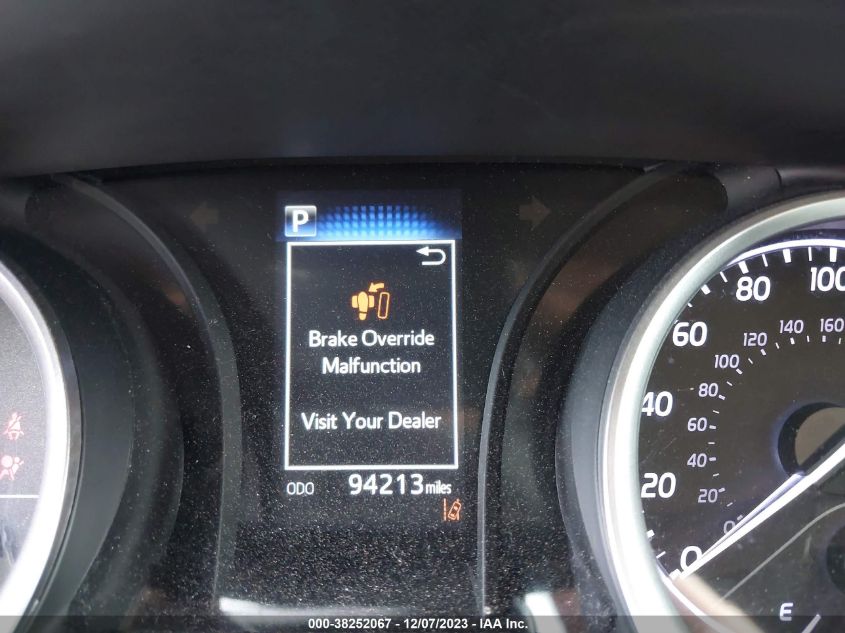 P
Brake Override
Malfunction
Visit Your Dealer
ODO 94213 miles
100
80
60
40
20
0
160
140
120
100
80
60
40
20
0
E
000-38252067 - 12/07/2023 - IAA Inc.